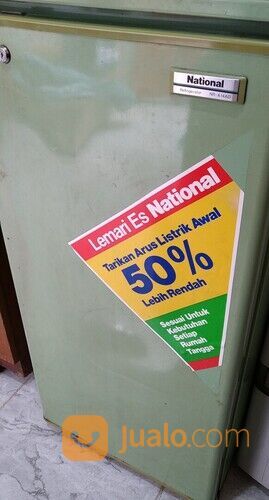 National
Refrigerator
Lemari Es National
Tarikan Arus Listrik Awal
50%
Lebih Rendah
Sesuai Untuk
Kebutuhan
Setiap
Rumah
Tangga
jualo.com